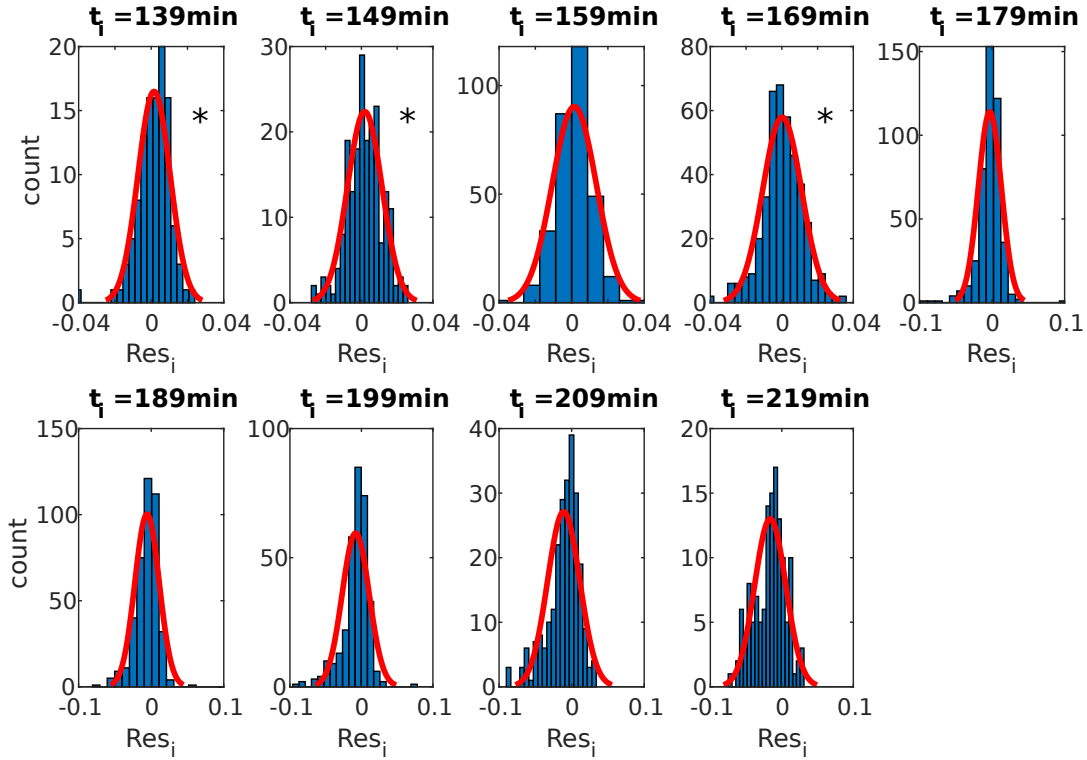 t_i =139min t_i =149min t_i =159min t_i =169min t_i =179min
count
20
15
10
5
0
-0.04 0 0.04
Res_i
*
30
20
10
0
-0.04 0 0.04
Res_i
*
100
50
0
-0.04 0 0.04
Res_i
80
60
40
20
0
-0.04 0 0.04
Res_i
*
150
100
50
0
-0.1 0 0.1
Res_i
t_i =189min t_i =199min t_i =209min t_i =219min
count
150
100
50
0
-0.1 0 0.1
Res_i
100
50
0
-0.1 0 0.1
Res_i
40
30
20
10
0
-0.1 0 0.1
Res_i
20
15
10
5
0
-0.1 0 0.1
Res_i